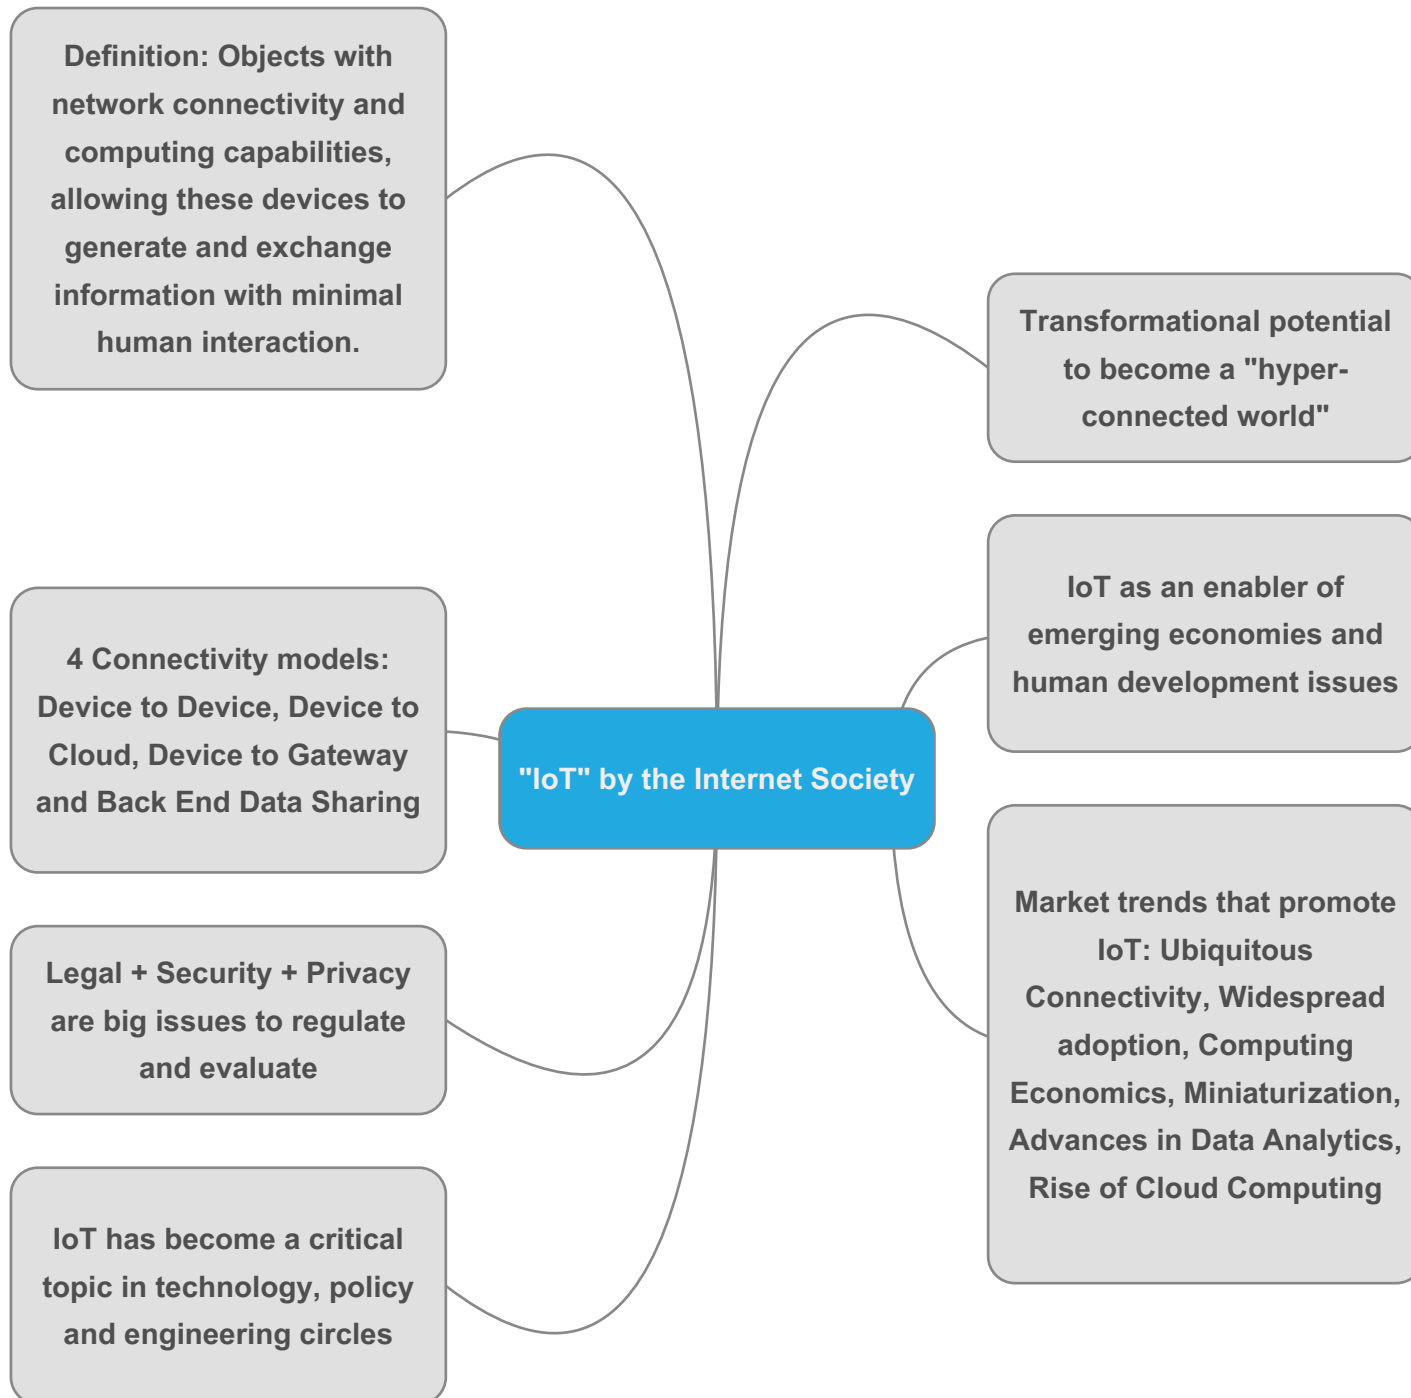 Definition: Objects with
network connectivity and
computing capabilities,
allowing these devices to
generate and exchange
information with minimal
human interaction.
4 Connectivity models:
Device to Device, Device to
Cloud, Device to Gateway
and Back End Data Sharing
Legal + Security + Privacy
are big issues to regulate
and evaluate
IoT has become a critical
topic in technology, policy
and engineering circles
"IoT" by the Internet Society
Transformational potential
to become a "hyper-
connected world"
IoT as an enabler of
emerging economies and
human development issues
Market trends that promote
IoT: Ubiquitous
Connectivity, Widespread
adoption, Computing
Economics, Miniaturization,
Advances in Data Analytics,
Rise of Cloud Computing